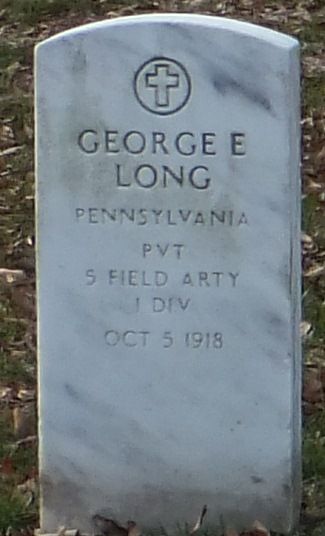 GEORGE E
LONG
PENNSYLVANIA
PVT
5 FIELD ARTY
1 DIV
OCT 5 1918